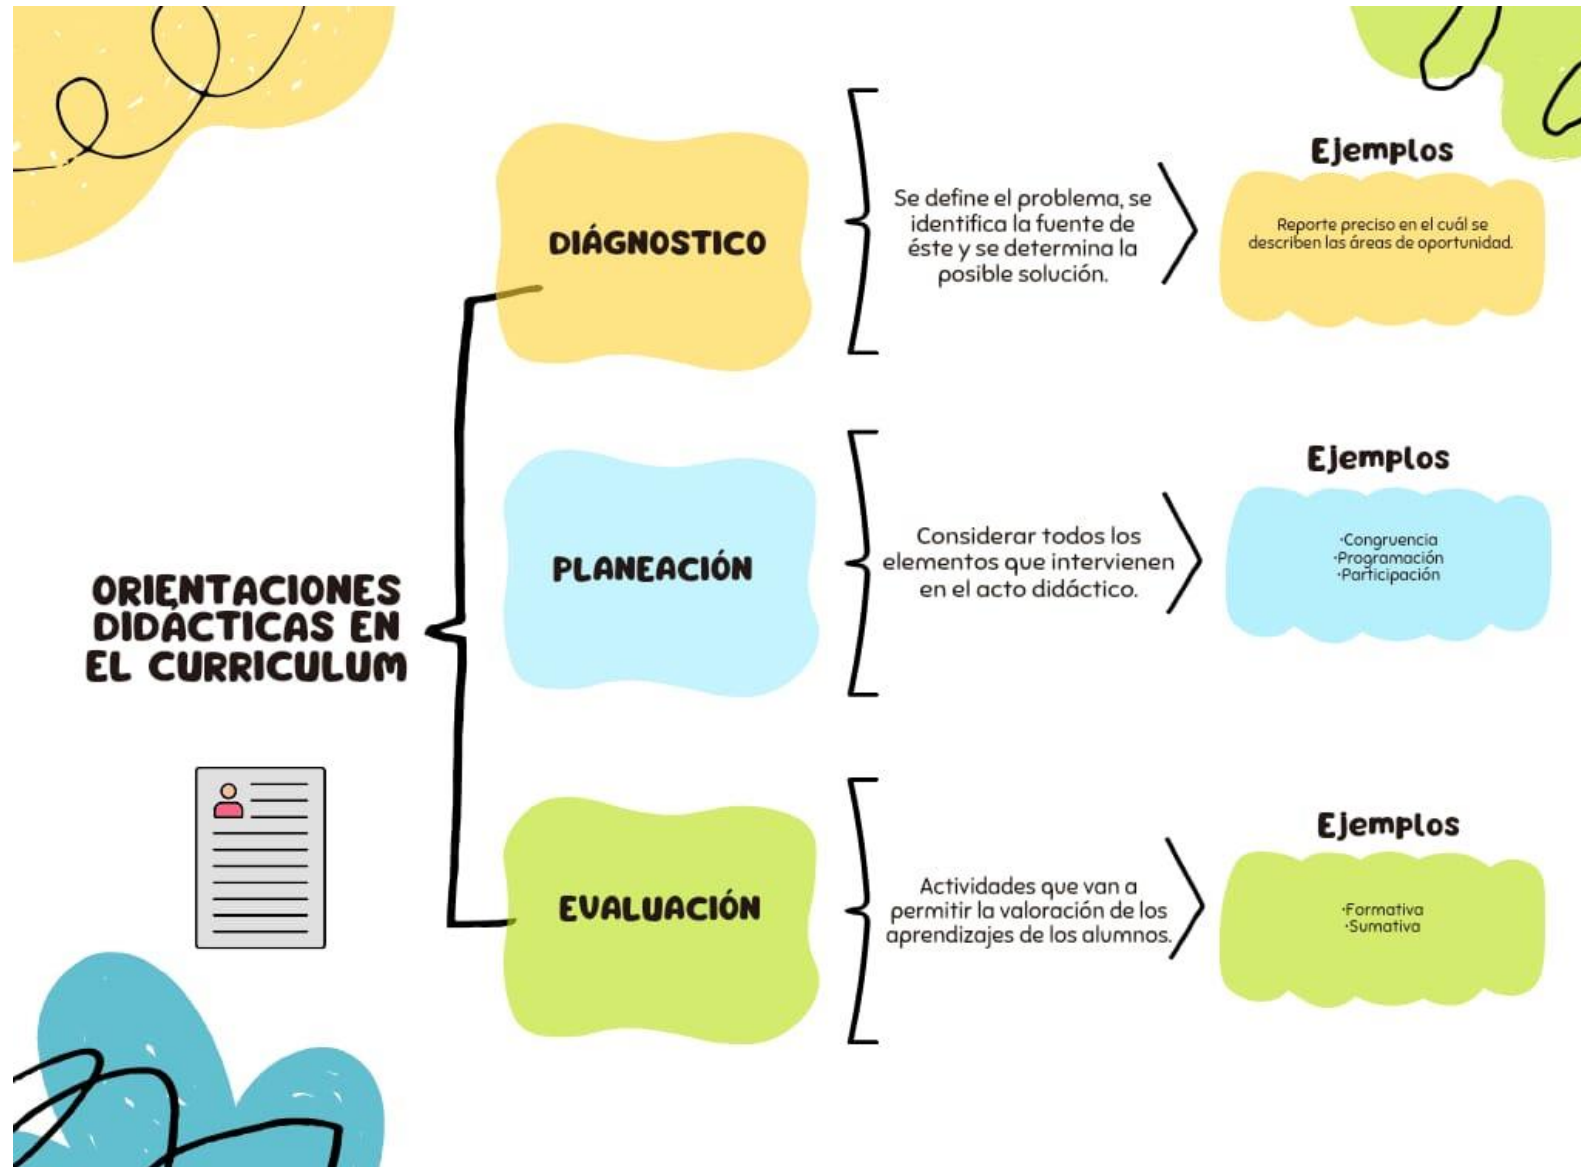 ORIENTACIONES
DIDÁCTICAS EN
EL CURRICULUM
DIÁGNOSTICO
Se define el problema, se
identifica la fuente de
éste y se determina la
posible solución.
Ejemplos
Reporte preciso en el cuál se
describen las áreas de oportunidad.
PLANEACIÓN
Considerar todos los
elementos que intervienen
en el acto didáctico.
Ejemplos
•Congruencia
•Programación
•Participación
EVALUACIÓN
Actividades que van a
permitir la valoración de los
aprendizajes de los alumnos.
Ejemplos
•Formativa
•Sumativa